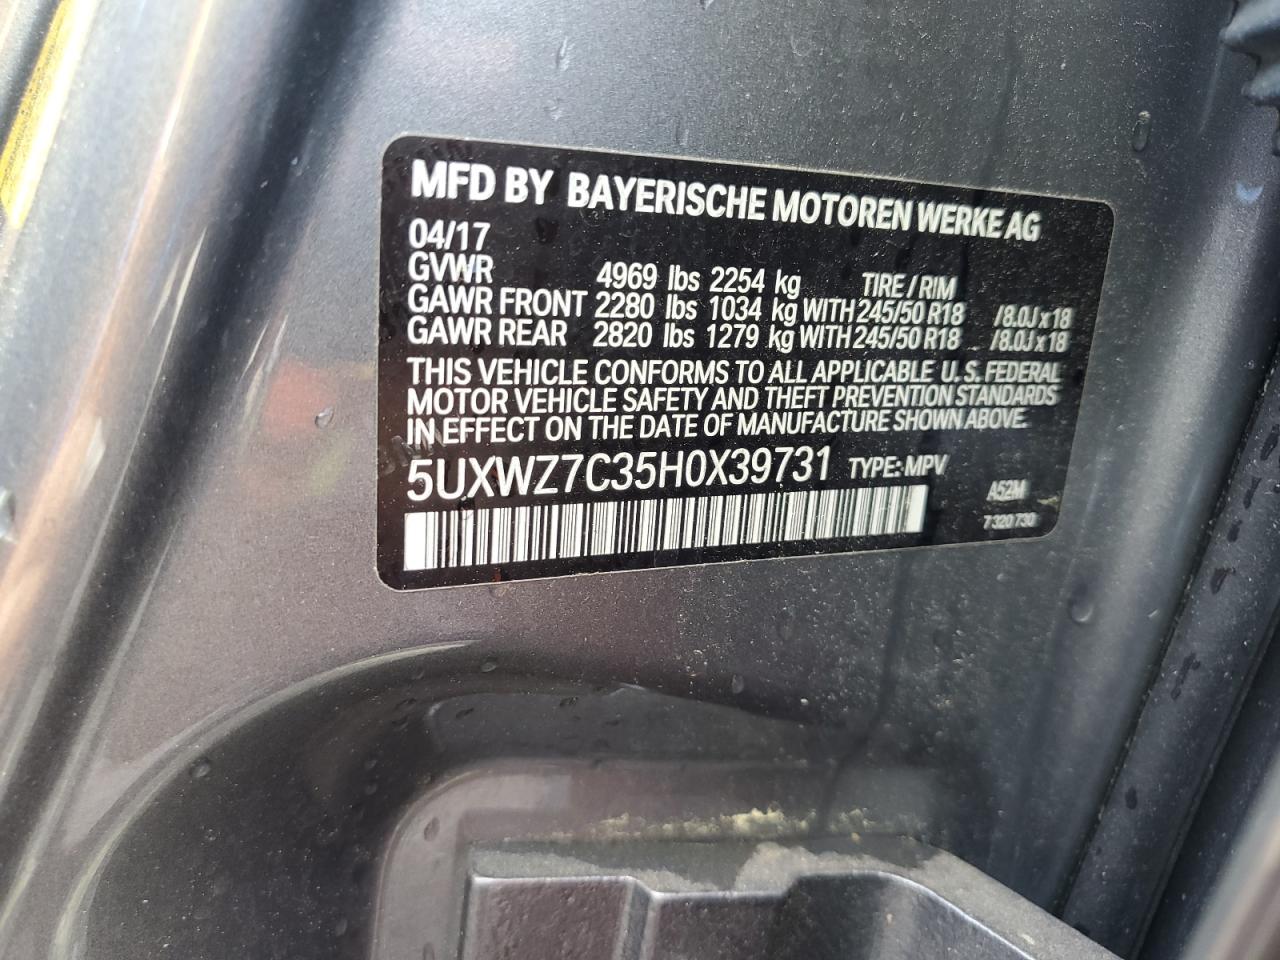 MFD BY BAYERISCHE MOTOREN WERKE AG
04/17
GVWR 4969 lbs 2254 kg TIRE / RIM
GAWR FRONT 2280 lbs 1034 kg WITH 245/50 R18 /8.0J x 18
GAWR REAR 2820 lbs 1279 kg WITH 245/50 R18 /8.0J x 18
THIS VEHICLE CONFORMS TO ALL APPLICABLE U.S. FEDERAL
MOTOR VEHICLE SAFETY AND THEFT PREVENTION STANDARDS
IN EFFECT ON THE DATE OF MANUFACTURE SHOWN ABOVE.
5UXWZ7C35H0X39731 TYPE: MPV
A52M
7 320 730